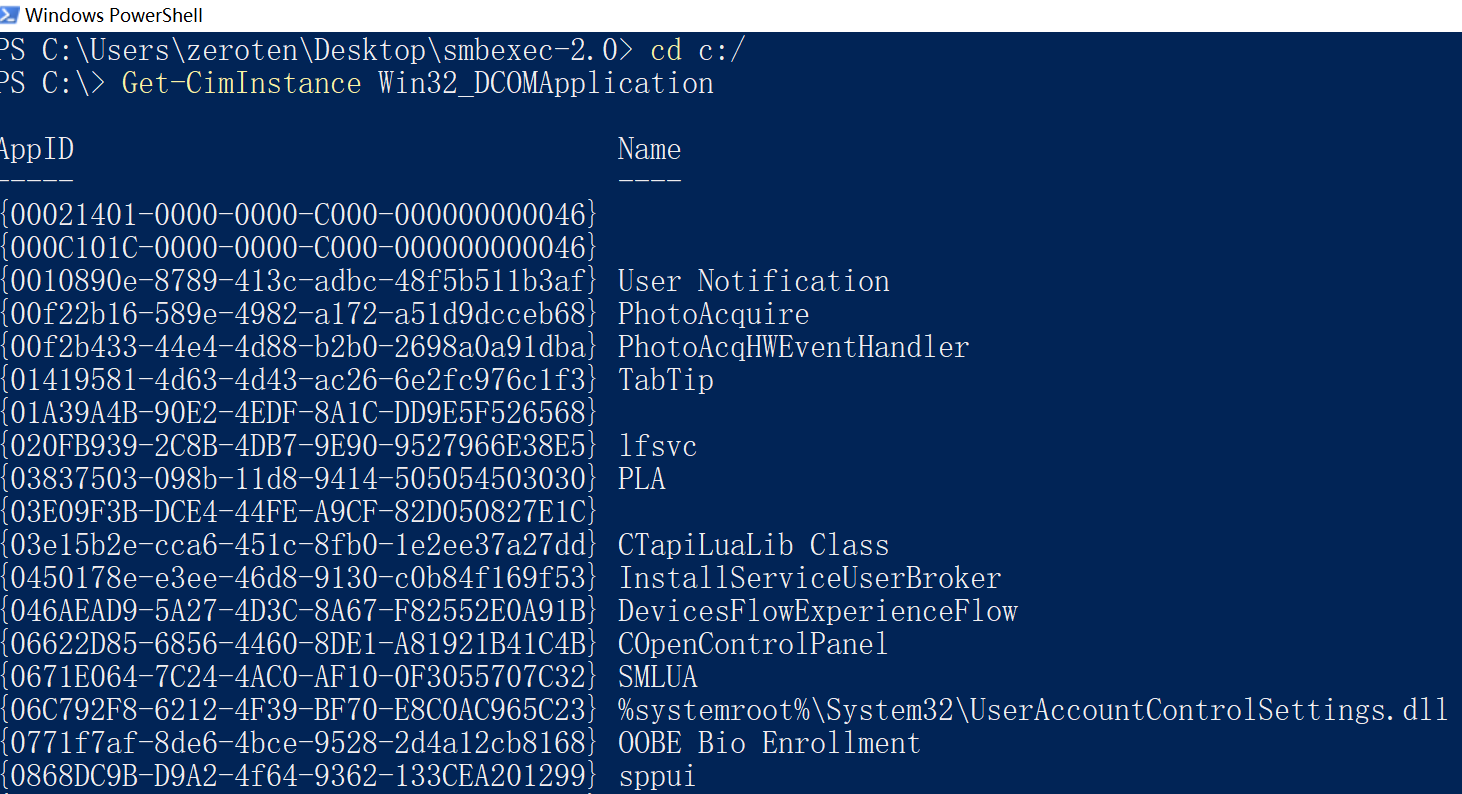 Windows PowerShell
PS C:\Users\zeroten\Desktop\smbexec-2.0> cd c:/
PS C:\> Get-CimInstance Win32_DCOMApplication
AppID Name
----- ----
{00021401-0000-0000-C000-000000000046}
{000C101C-0000-0000-C000-000000000046}
{0010890e-8789-413c-adbc-48f5b511b3af} User Notification
{00f22b16-589e-4982-a172-a51d9dcceb68} PhotoAcquire
{00f2b433-44e4-4d88-b2b0-2698a0a91dba} PhotoAcqHWEventHandler
{01419581-4d63-4d43-ac26-6e2fc976c1f3} TabTip
{01A39A4B-90E2-4EDF-8A1C-DD9E5F526568}
{020FB939-2C8B-4DB7-9E90-9527966E38E5} lfsvc
{03837503-098b-11d8-9414-505054503030} PLA
{03E09F3B-DCE4-44FE-A9CF-82D050827E1C}
{03e15b2e-cca6-451c-8fb0-1e2ee37a27dd} CTapiLuaLib Class
{0450178e-e3ee-46d8-9130-c0b84f169f53} InstallServiceUserBroker
{046AEAD9-5A27-4D3C-8A67-F82552E0A91B} DevicesFlowExperienceFlow
{06622D85-6856-4460-8DE1-A81921B41C4B} COpenControlPanel
{0671E064-7C24-4AC0-AF10-0F3055707C32} SMLUA
{06C792F8-6212-4F39-BF70-E8C0AC965C23} %systemroot%\System32\UserAccountControlSettings.dll
{0771f7af-8de6-4bce-9528-2d4a12cb8168} OOBE Bio Enrollment
{0868DC9B-D9A2-4f64-9362-133CEA201299} sppui